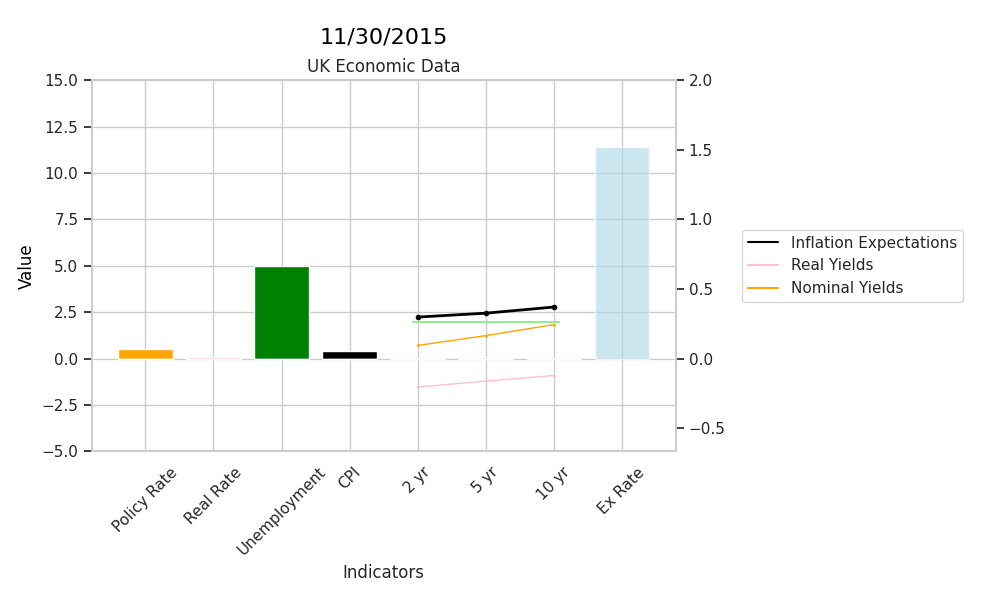 11/30/2015
UK Economic Data
15.0
12.5
10.0
7.5
5.0
2.5
0.0
−2.5
−5.0
Value
2.0
1.5
1.0
0.5
0.0
−0.5
Inflation Expectations
Real Yields
Nominal Yields
Policy Rate
Real Rate
Unemployment
CPI
2 yr
5 yr
10 yr
Ex Rate
Indicators